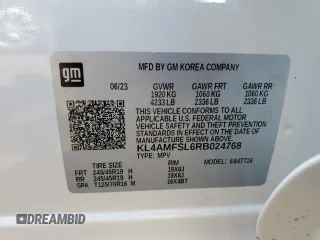 gm
MFD BY GM KOREA COMPANY
06/23 GVWR GAWR FRT GAWR RR
1920 KG 1060 KG 1060 KG
4233 LB 2336 LB 2336 LB
THIS VEHICLE CONFORMS TO ALL
APPLICABLE U.S. FEDERAL MOTOR
VEHICLE SAFETY, BUMPER, AND THEFT
PREVENTION STANDARDS IN EFFECT ON
THE DATE OF MANUFACTURE SHOWN ABOVE.
KL4AMFSL6RB024768
TYPE: MPV MODEL:
TIRE SIZE RIM
FRT 245/45R19 H 19X8J
RR 245/45R19 H 19X8J
SPA T125/70R16 M 16X4BT